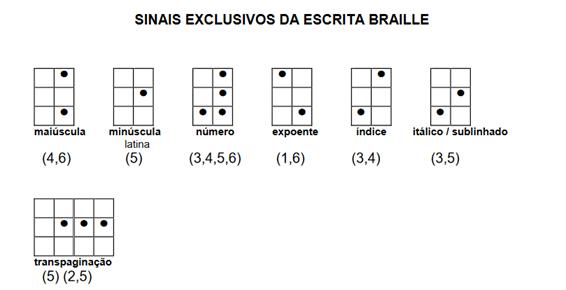 SINAIS EXCLUSIVOS DA ESCRITA BRAILLE
maiúscula minúscula número expoente índice itálico / sublinhado
latina
(4,6) (5) (3,4,5,6) (1,6) (3,4) (3,5)
transpaginação
(5) (2,5)